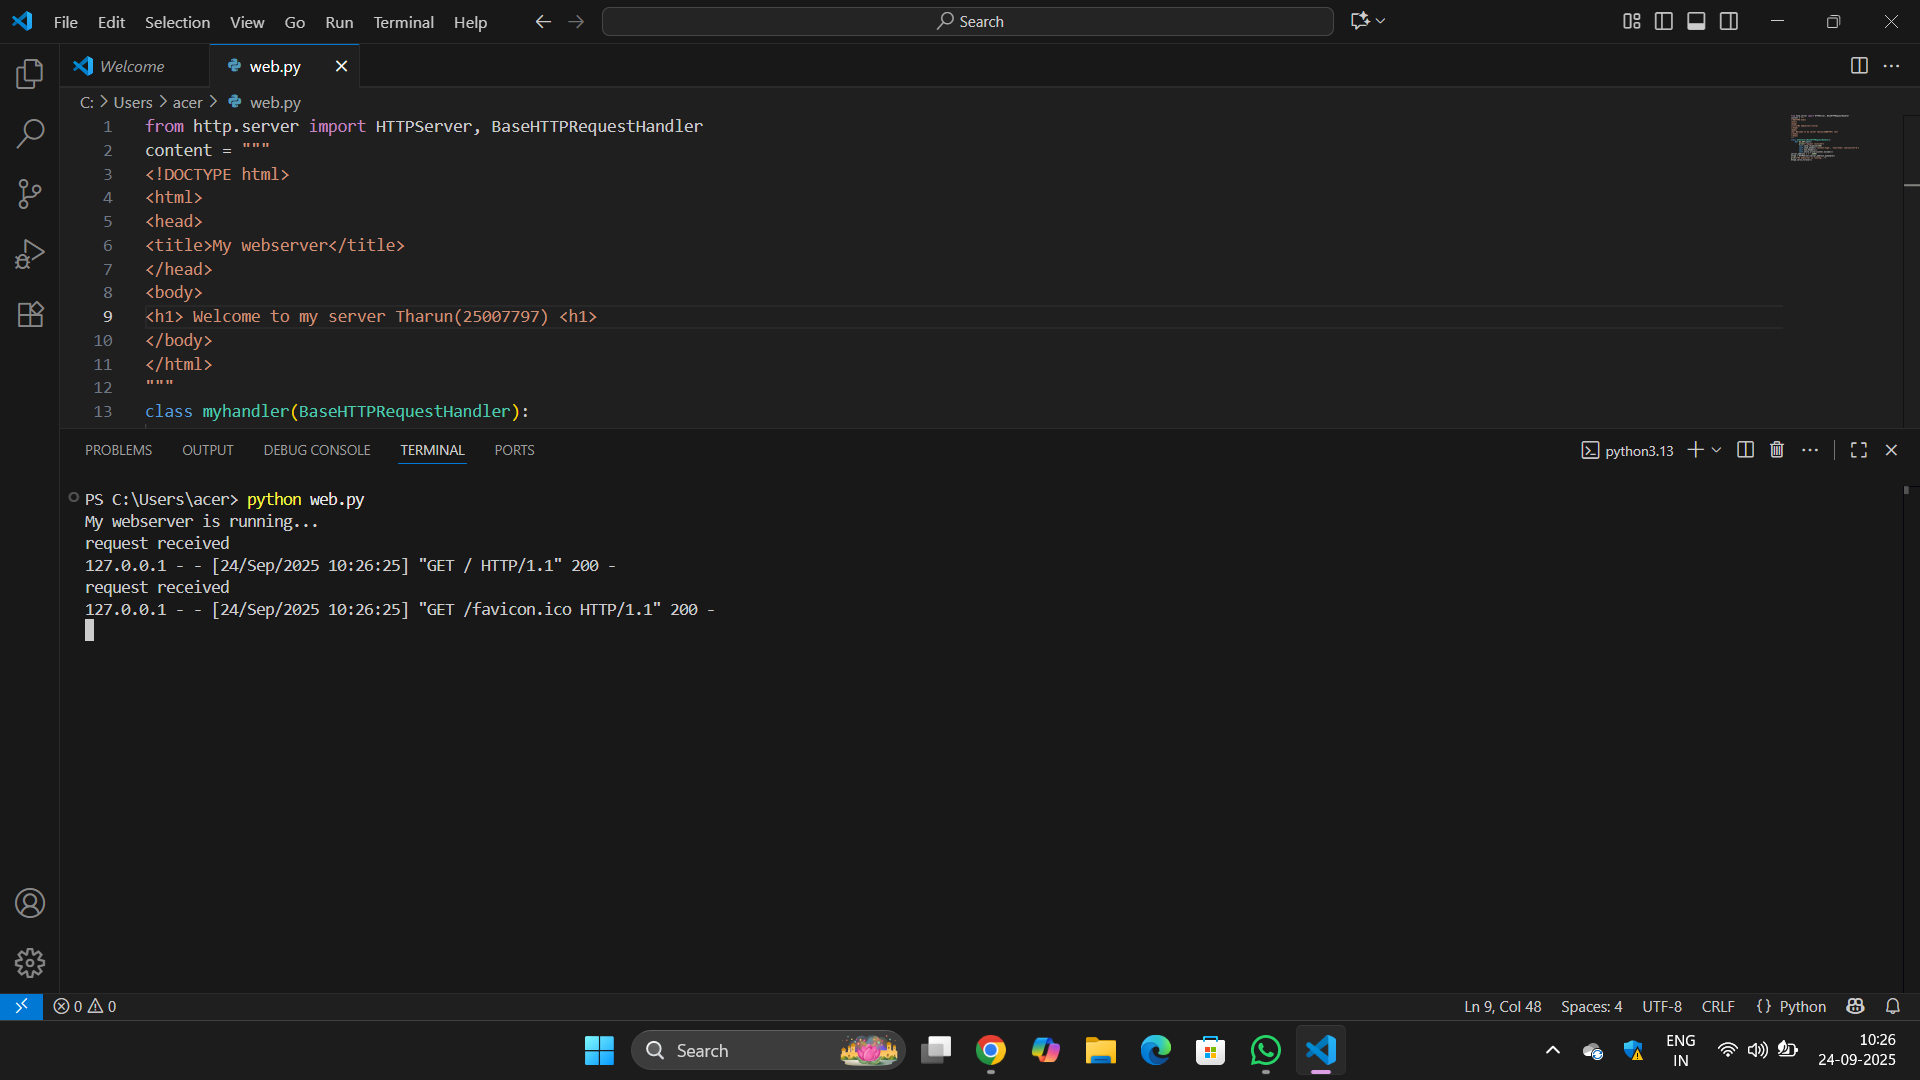 File Edit Selection View Go Run Terminal Help Search
Welcome web.py
C: > Users > acer > web.py
1 from http.server import HTTPServer, BaseHTTPRequestHandler
2 content = """
3 <!DOCTYPE html>
4 <html>
5 <head>
6 <title>My webserver</title>
7 </head>
8 <body>
9 <h1> Welcome to my server Tharun(25007797) <h1>
10 </body>
11 </html>
12 """
13 class myhandler(BaseHTTPRequestHandler):
PROBLEMS OUTPUT DEBUG CONSOLE TERMINAL PORTS python3.13
PS C:\Users\acer> python web.py
My webserver is running...
request received
127.0.0.1 - - [24/Sep/2025 10:26:25] "GET / HTTP/1.1" 200 -
request received
127.0.0.1 - - [24/Sep/2025 10:26:25] "GET /favicon.ico HTTP/1.1" 200 -
0 0 Ln 9, Col 48 Spaces: 4 UTF-8 CRLF {} Python
Search ENG 10:26
IN 24-09-2025